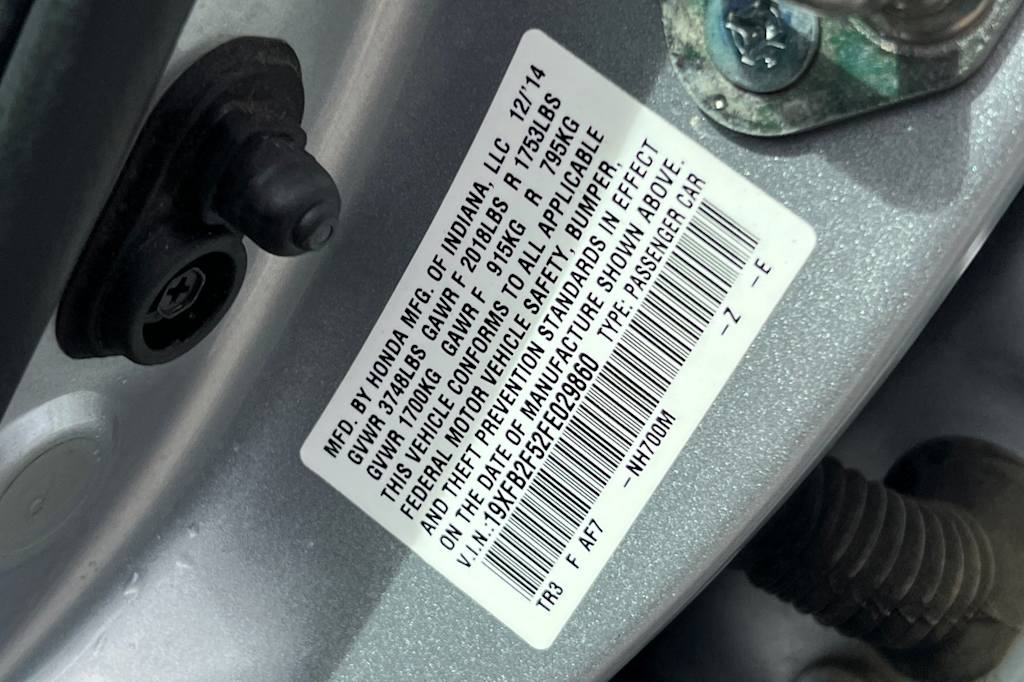 MFD. BY HONDA MFG. OF INDIANA, LLC 12/'14
GVWR 3748LBS GAWR F 2018LBS R 1753LBS
GVWR 1700KG GAWR F 915KG R 795KG
THIS VEHICLE CONFORMS TO ALL APPLICABLE
FEDERAL MOTOR VEHICLE SAFETY, BUMPER,
AND THEFT PREVENTION STANDARDS IN EFFECT
ON THE DATE OF MANUFACTURE SHOWN ABOVE.
V.I.N.:19XFB2F52FE029860 TYPE: PASSENGER CAR
TR3 F AF7 -NH700M -Z -E